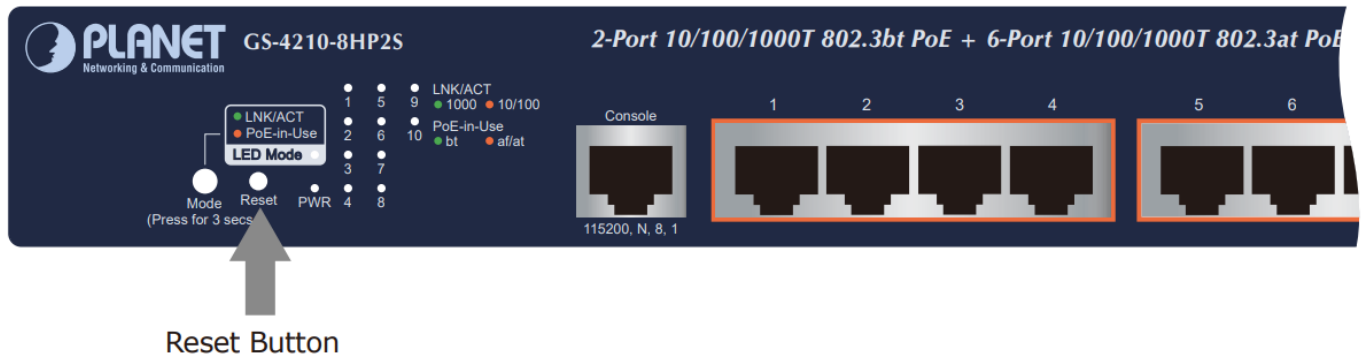 PLANET
Networking & Communication
GS-4210-8HP2S
2-Port 10/100/1000T 802.3bt PoE + 6-Port 10/100/1000T 802.3at PoE
LNK/ACT
PoE-in-Use
LED Mode
Mode
(Press for 3 secs
Reset
PWR
1 5 9
2 6 10
3 7
4 8
LNK/ACT
1000 10/100
PoE-in-Use
bt af/at
Console
115200, N, 8, 1
1 2 3 4 5 6
Reset Button